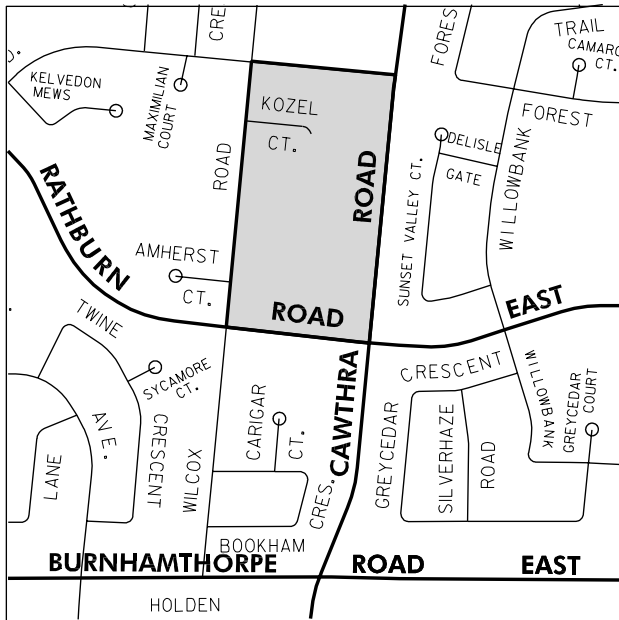 CRES
FORES
TRAIL
CAMARO
CT.
KELVEDON
MEWS
MAXIMILIAN
COURT
KOZEL
CT.
ROAD
ROAD
FOREST
DELISLE
GATE
WILLOWBANK
SUNSET VALLEY CT.
RATHBURN
AMHERST
CT.
ROAD
EAST
TWINE
CRESCENT
SYCAMORE
CT.
CAWTHRA
WILLOWBANK
GREYCEDAR
COURT
AVE.
CRESCENT
WILCOX
CARIGAR
CT.
GREYCEDAR
SILVERHAZE
ROAD
LANE
CRES.
BOOKHAM
BURNHAMTHORPE ROAD EAST
HOLDEN